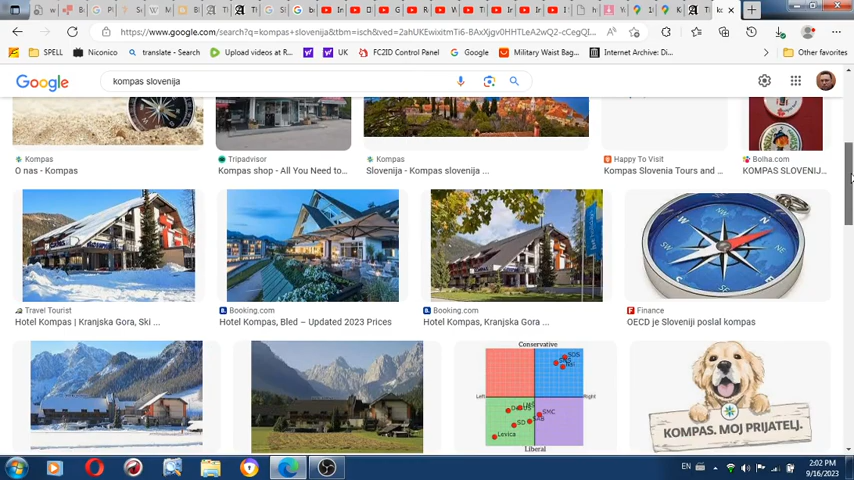 https://www.google.com/search?q=kompas+slovenija&tbm=isch&ved=2ahUKEwixitmTi6-BAxXjgv0HHTLeA2wQ2-cCegQI
SPELL Niconico translate - Search Upload videos at R... UK FC2ID Control Panel Google Military Waist Bag... Internet Archive: Di... Other favorites
Google kompas slovenija
Kompas Tripadvisor Kompas Happy To Visit Bolha.com
O nas - Kompas Kompas shop - All You Need to... Slovenija - Kompas slovenija ... Kompas Slovenia Tours and ... KOMPAS SLOVENIJ...
Travel Tourist Booking.com Booking.com Finance
Hotel Kompas | Kranjska Gora, Ski ... Hotel Kompas, Bled – Updated 2023 Prices Hotel Kompas, Kranjska Gora ... OECD je Sloveniji poslal kompas
Conservative
SDS
Left Right
SMC
SD
Levica
Liberal
KOMPAS. MOJ PRIJATELJ.
EN 2:02 PM
9/16/2023